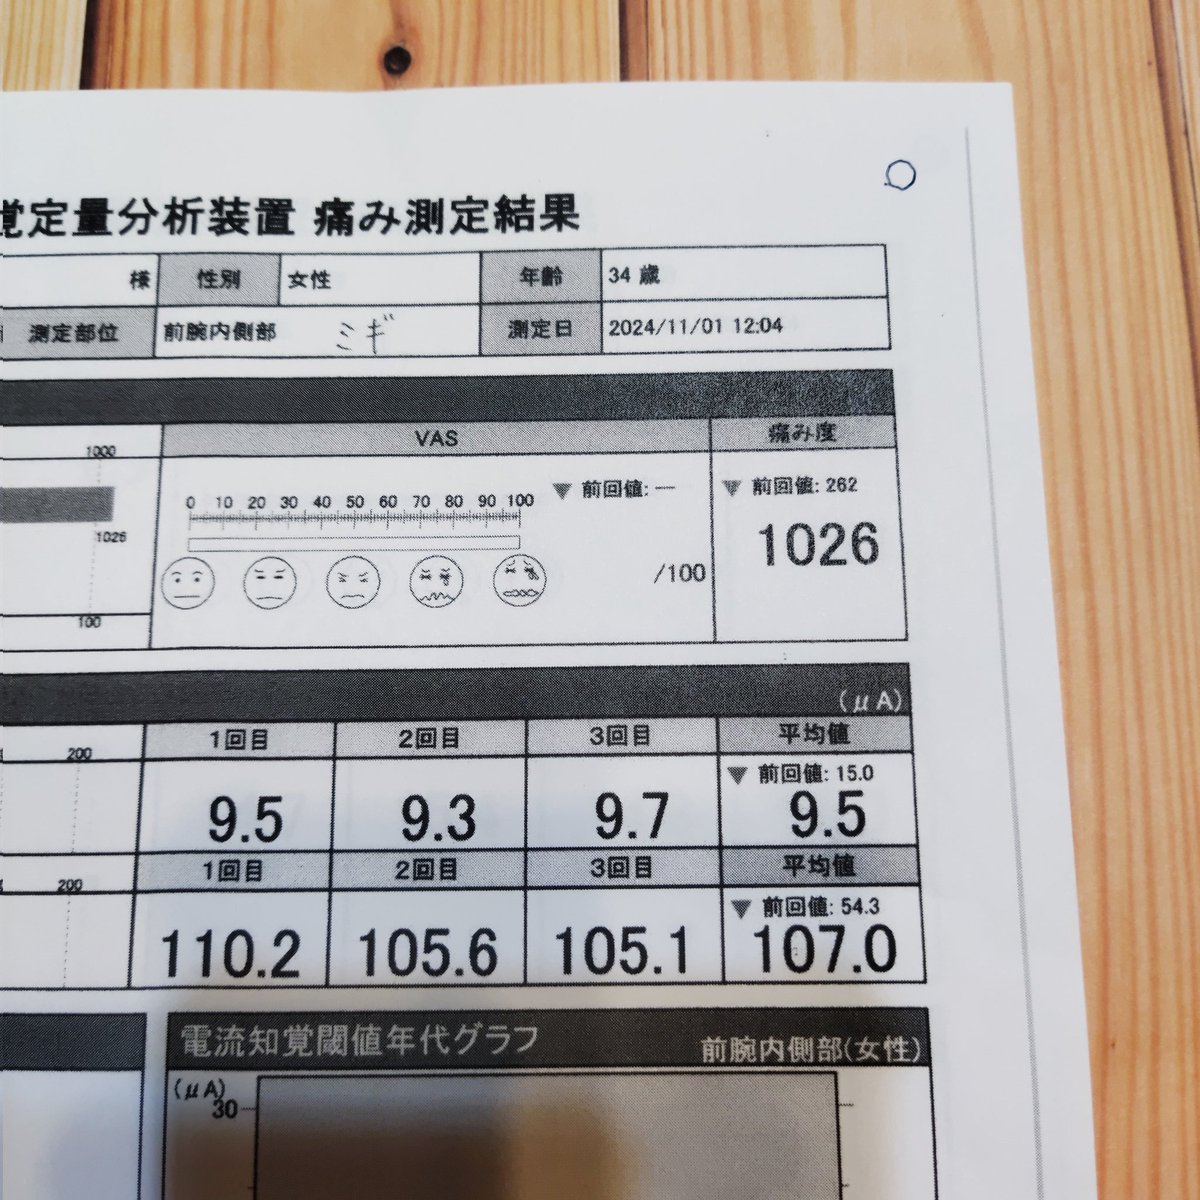 覚定量分析装置 痛み測定結果
様 性別 女性 年齢 34 歳
測定部位 前腕内側部 ミギ 測定日 2024/11/01 12:04
VAS 痛み度
1000
1026
100
0 10 20 30 40 50 60 70 80 90 100
▼ 前回値: ―
/100
▼ 前回値: 262
1026
(μA)
200 1回目 2回目 3回目 平均値
▼ 前回値: 15.0
9.5 9.3 9.7 9.5
200 1回目 2回目 3回目 平均値
▼ 前回値: 54.3
110.2 105.6 105.1 107.0
電流知覚閾値年代グラフ 前腕内側部(女性)
(μA)
30